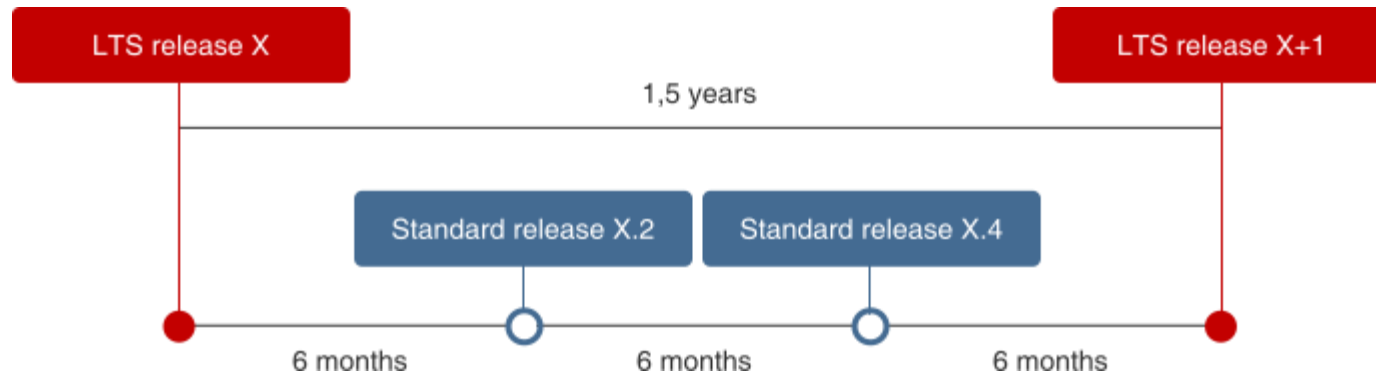 LTS release X
LTS release X+1
1,5 years
Standard release X.2
Standard release X.4
6 months
6 months
6 months